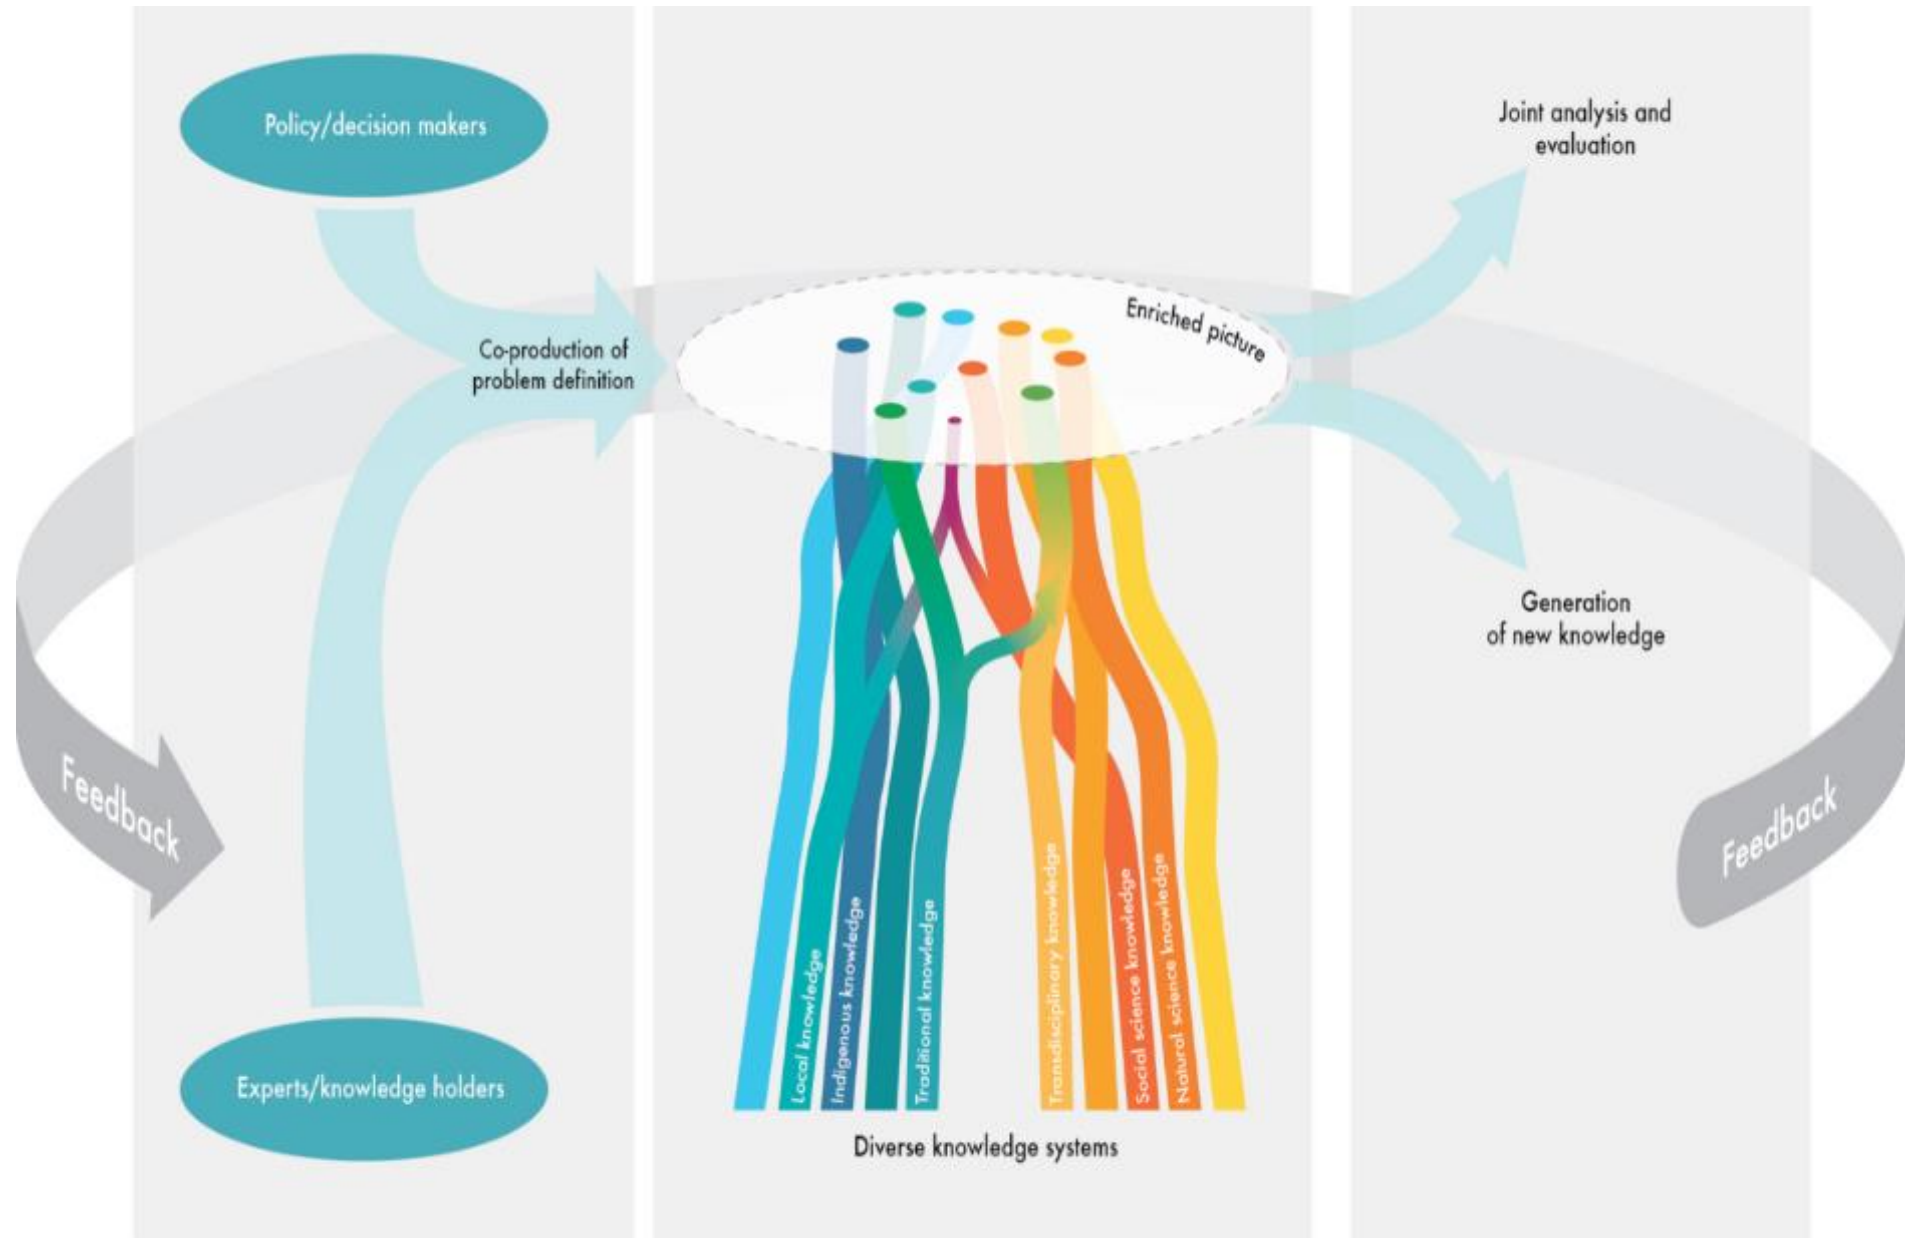 Policy/decision makers
Co-production of
problem definition
Experts/knowledge holders
Feedback
Enriched picture
Local knowledge
Indigenous knowledge
Traditional knowledge
Transdisciplinary knowledge
Social science knowledge
Natural science knowledge
Diverse knowledge systems
Joint analysis and
evaluation
Generation
of new knowledge
Feedback